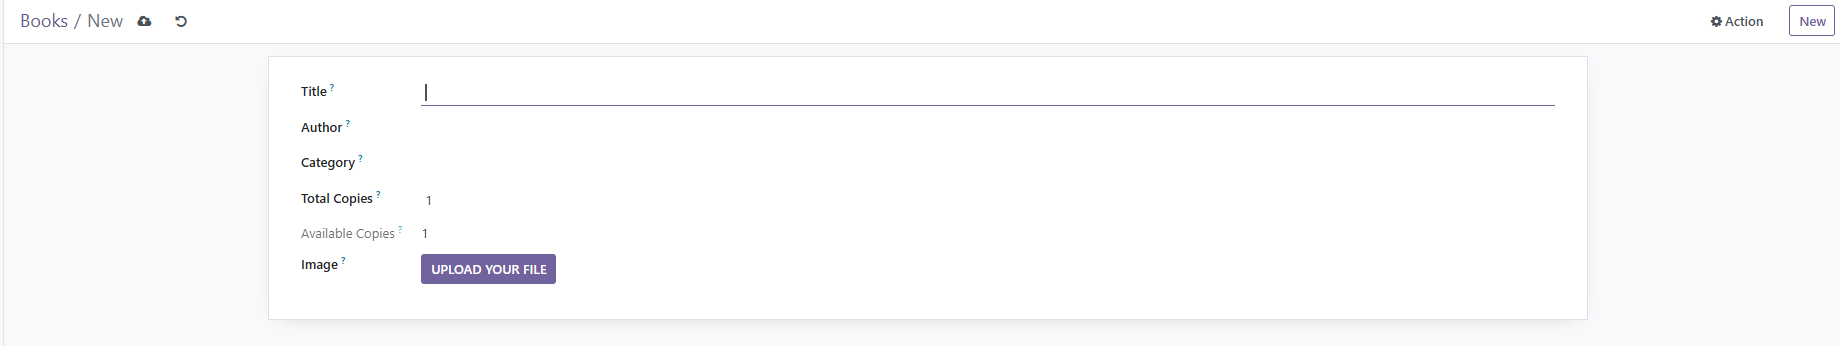 Books / New Action New
Title ?
Author ?
Category ?
Total Copies ? 1
Available Copies ? 1
Image ? UPLOAD YOUR FILE